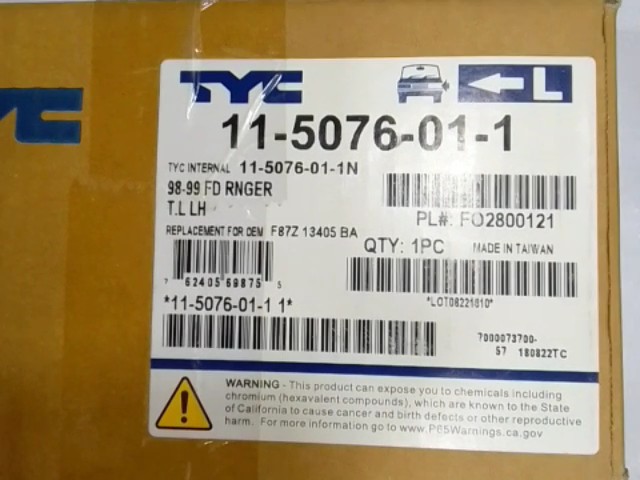 TYC
TYC L
11-5076-01-1
TYC INTERNAL 11-5076-01-1N
98-99 FD RNGER
T.L LH
PL#: FO2800121
REPLACEMENT FOR OEM F87Z 13405 BA
QTY: 1PC MADE IN TAIWAN
7 62405 69875 5
*LOT08221810*
*11-5076-01-1 1*
7000073700-
57 180822TC
WARNING - This product can expose you to chemicals including
chromium (hexavalent compounds), which are known to the State
of California to cause cancer and birth defects or other reproductive
harm. For more information go to www.P65Warnings.ca.gov